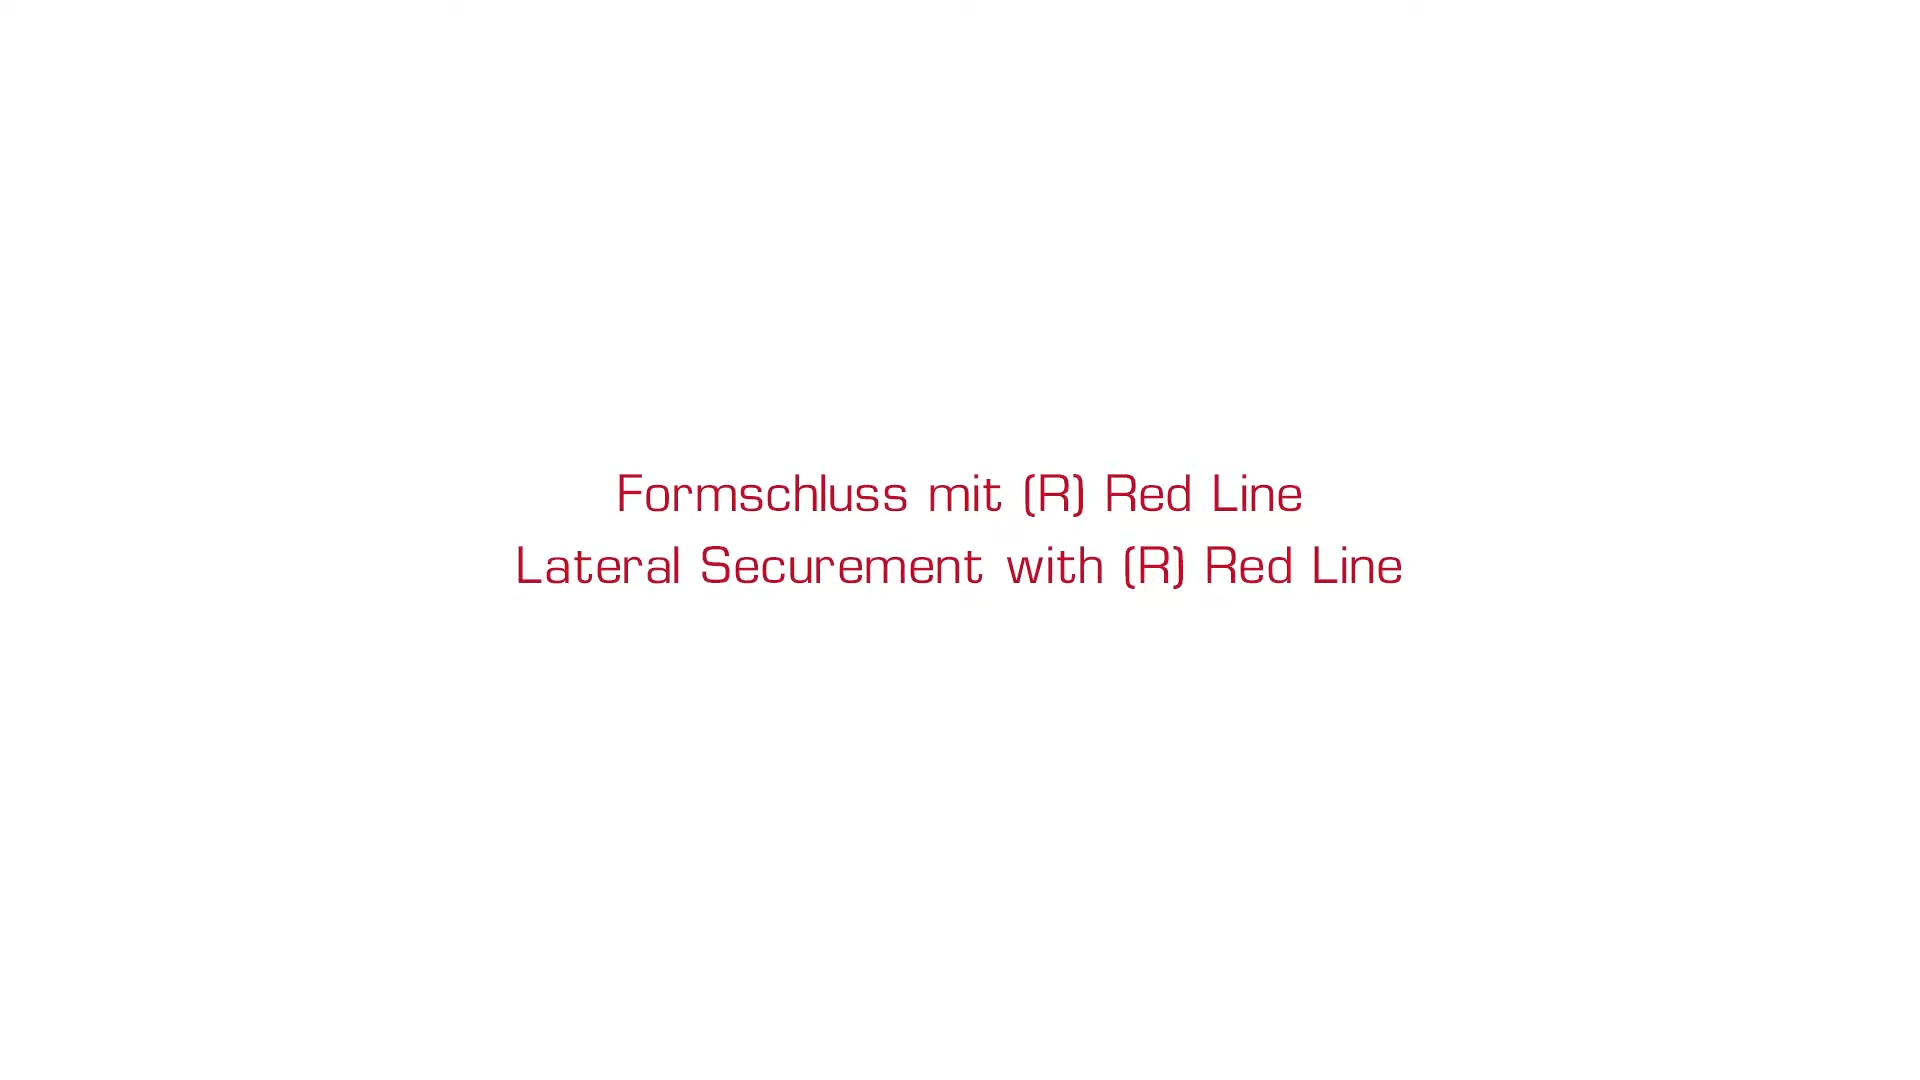 Formschluss mit (R) Red Line
Lateral Securement with (R) Red Line